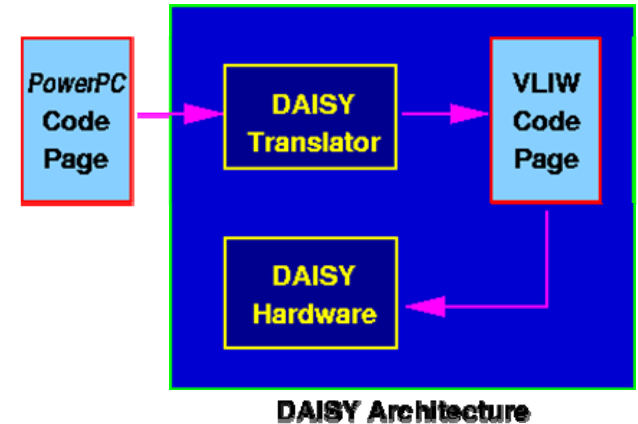 PowerPC
Code
Page
DAISY
Translator
VLIW
Code
Page
DAISY
Hardware
DAISY Architecture